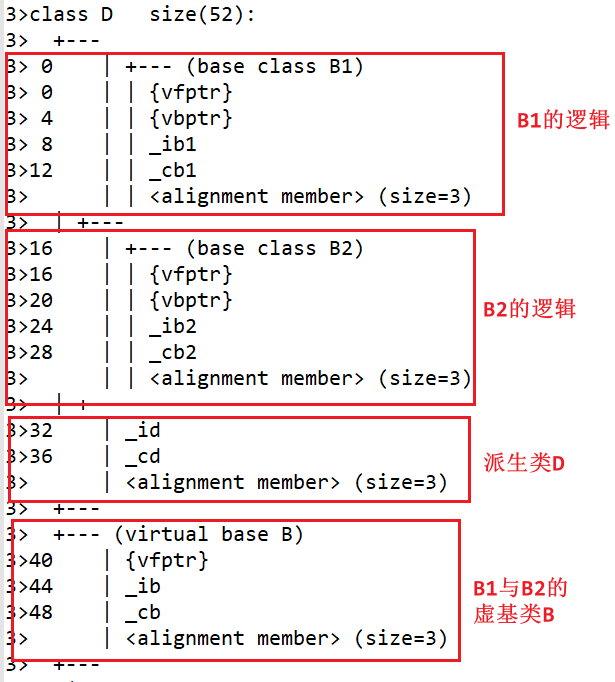 3>class D	size(52):
3>  +---
3> 0	| +--- (base class B1)
3> 0	| | {vfptr}
3> 4	| | {vbptr}
3> 8	| | _ib1
3>12	| | _cb1
3>  	| | <alignment member> (size=3)
B1的逻辑
3>  | +---
3>16	| +--- (base class B2)
3>16	| | {vfptr}
3>20	| | {vbptr}
3>24	| | _ib2
3>28	| | _cb2
3>  	| | <alignment member> (size=3)
B2的逻辑
3>  | +
3>32	| _id
3>36	| _cd
3>  	| <alignment member> (size=3)
派生类D
3>  +---
3>  +--- (virtual base B)
3>40	| {vfptr}
3>44	| _ib
3>48	| _cb
3>  	| <alignment member> (size=3)
B1与B2的
虚基类B
3>  +---